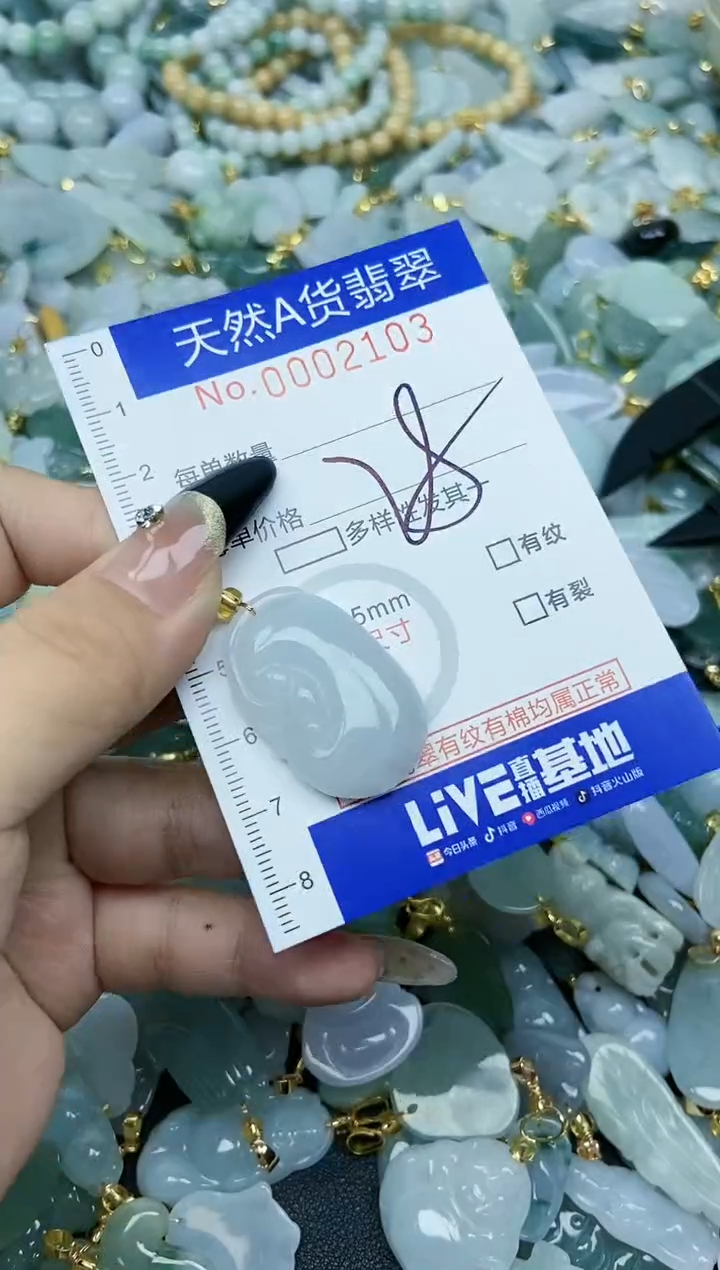 天然A货翡翠
No.0002103
每单数量
单价格
多样性发其一
有纹
有裂
5mm
尺寸
翠有纹有棉均属正常
LiVE直播基地
今日头条 抖音 西瓜视频 抖音火山版
0
1
2
5
6
7
8